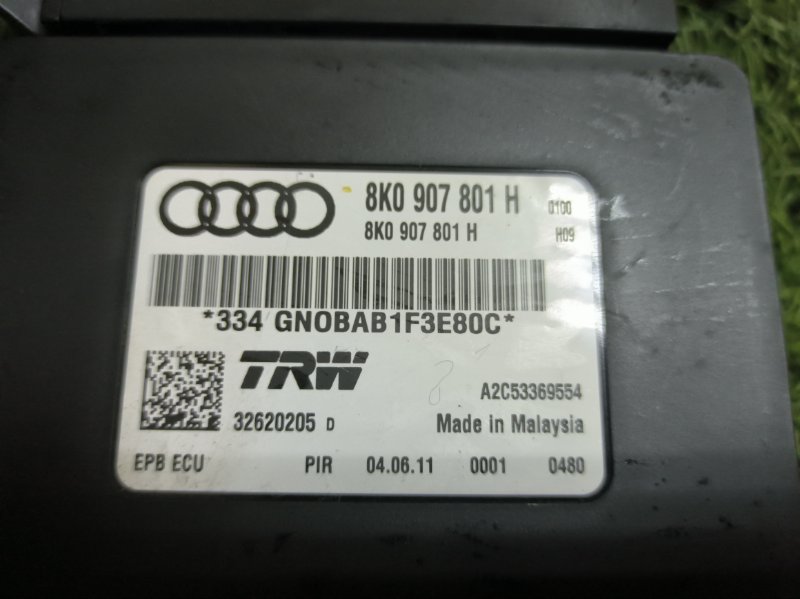 8K0 907 801 H 0100
8K0 907 801 H H09
*334 GNOBAB1F3E80C*
TRW
A2C53369554
32620205 D Made in Malaysia
EPB ECU PIR 04.06.11 0001 0480